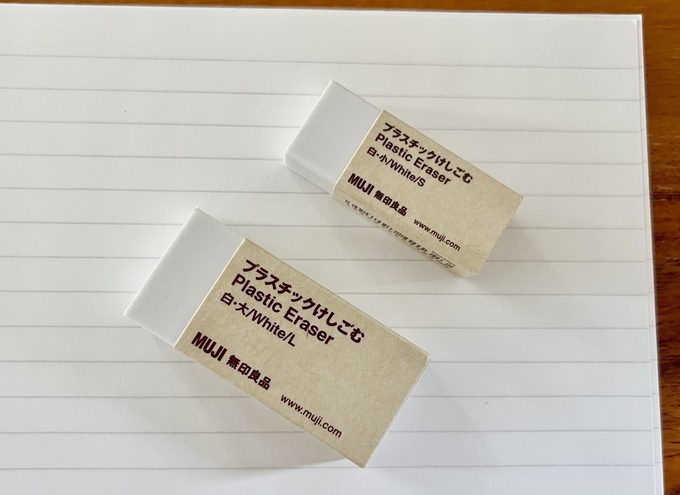 プラスチックけしごむ
Plastic Eraser
白・小/White/S
MUJI 無印良品
www.muji.com
プラスチックけしごむ
Plastic Eraser
白・大/White/L
MUJI 無印良品
www.muji.com